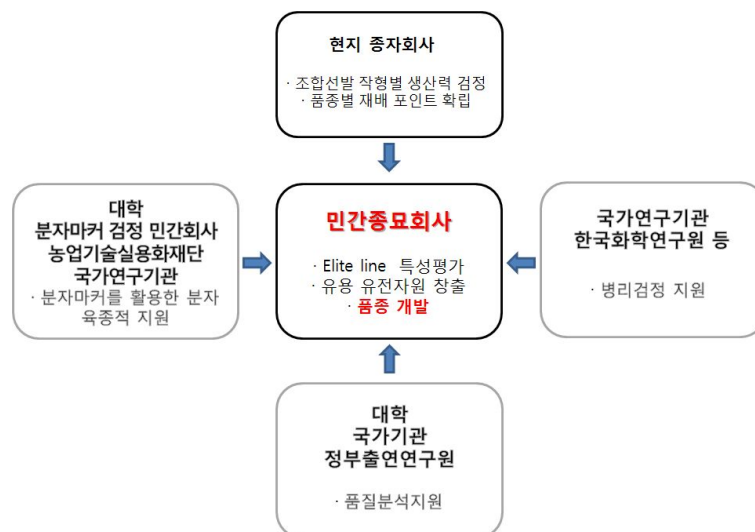 현지 종자회사
· 조합선발 작형별 생산력 검정
· 품종별 재배 포인트 확립
대학
분자마커 검정 민간회사
농업기술실용화재단
국가연구기관
· 분자마커를 활용한 분자
육종적 지원
민간종묘회사
· Elite line 특성평가
· 유용 유전자원 창출
· 품종 개발
국가연구기관
한국화학연구원 등
· 병리검정 지원
대학
국가기관
정부출연연구원
· 품질분석지원